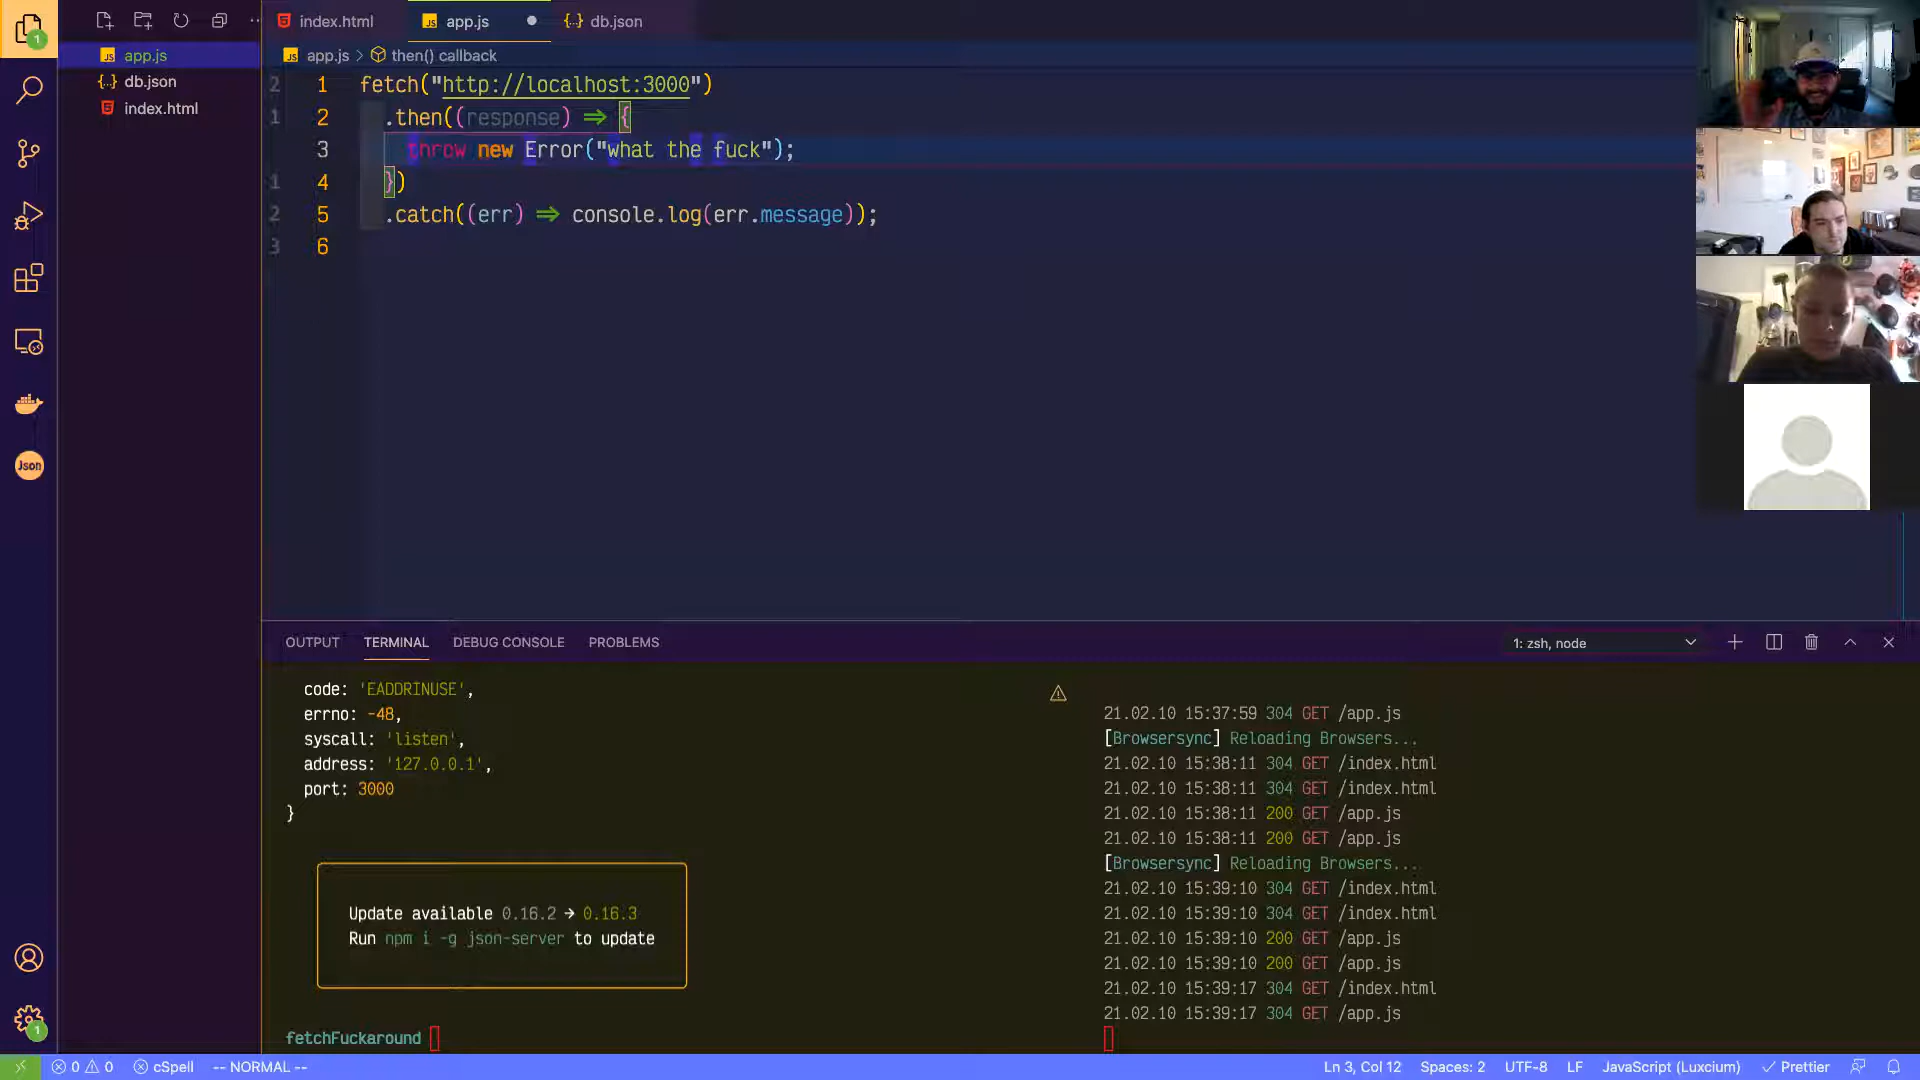 index.html
app.js
db.json
app.js
db.json
index.html
app.js > then() callback
2 1 fetch("http://localhost:3000")
1 2 .then((response) => {
3 throw new Error("what the fuck");
1 4 })
2 5 .catch((err) => console.log(err.message));
3 6
1
Json
1
OUTPUT TERMINAL DEBUG CONSOLE PROBLEMS
1: zsh, node
code: 'EADDRINUSE',
errno: -48,
syscall: 'listen',
address: '127.0.0.1',
port: 3000
}
Update available 0.16.2 → 0.16.3
Run npm i -g json-server to update
fetchFuckaround
21.02.10 15:37:59 304 GET /app.js
[Browsersync] Reloading Browsers...
21.02.10 15:38:11 304 GET /index.html
21.02.10 15:38:11 304 GET /index.html
21.02.10 15:38:11 200 GET /app.js
21.02.10 15:38:11 200 GET /app.js
[Browsersync] Reloading Browsers...
21.02.10 15:39:10 304 GET /index.html
21.02.10 15:39:10 304 GET /index.html
21.02.10 15:39:10 200 GET /app.js
21.02.10 15:39:10 200 GET /app.js
21.02.10 15:39:17 304 GET /index.html
21.02.10 15:39:17 304 GET /app.js
0 0 cSpell -- NORMAL --
Ln 3, Col 12 Spaces: 2 UTF-8 LF JavaScript (Luxcium) Prettier